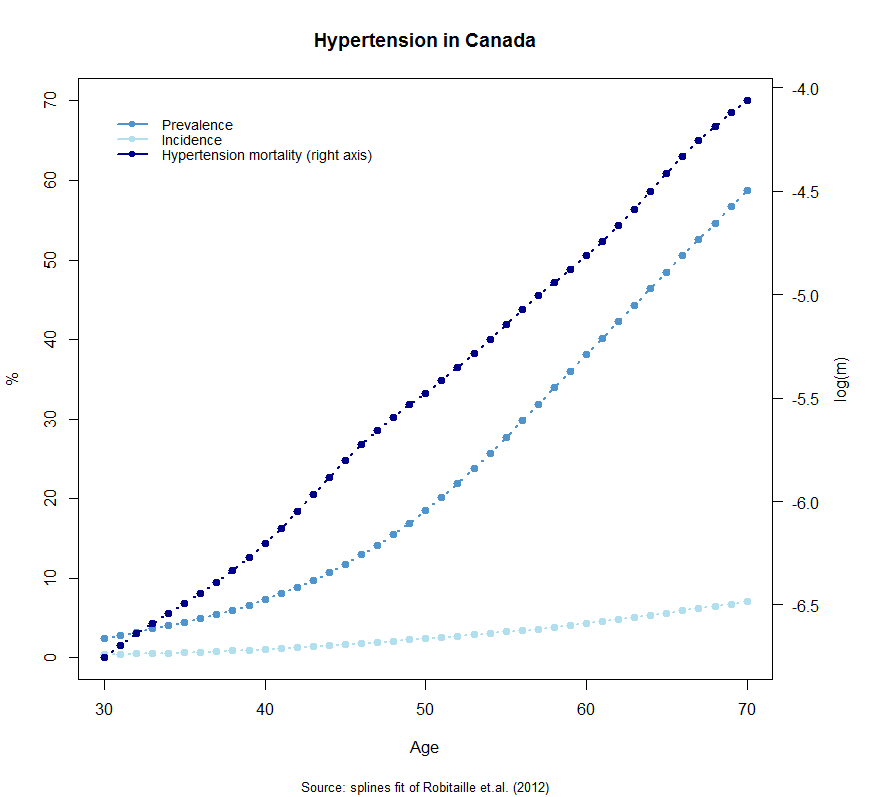 Hypertension in Canada
Prevalence
Incidence
Hypertension mortality (right axis)
70
60
50
40
30
20
10
0
%
-4.0
-4.5
-5.0
-5.5
-6.0
-6.5
log(m)
30 40 50 60 70
Age
Source: splines fit of Robitaille et.al. (2012)